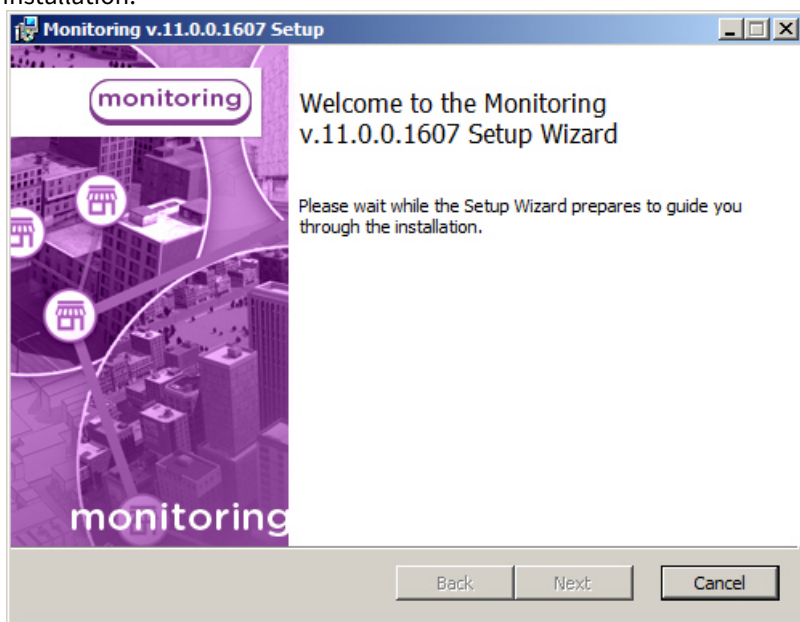 installation.
Monitoring v.11.0.0.1607 Setup
monitoring
Welcome to the Monitoring
v.11.0.0.1607 Setup Wizard
Please wait while the Setup Wizard prepares to guide you
through the installation.
monitoring
Back Next Cancel